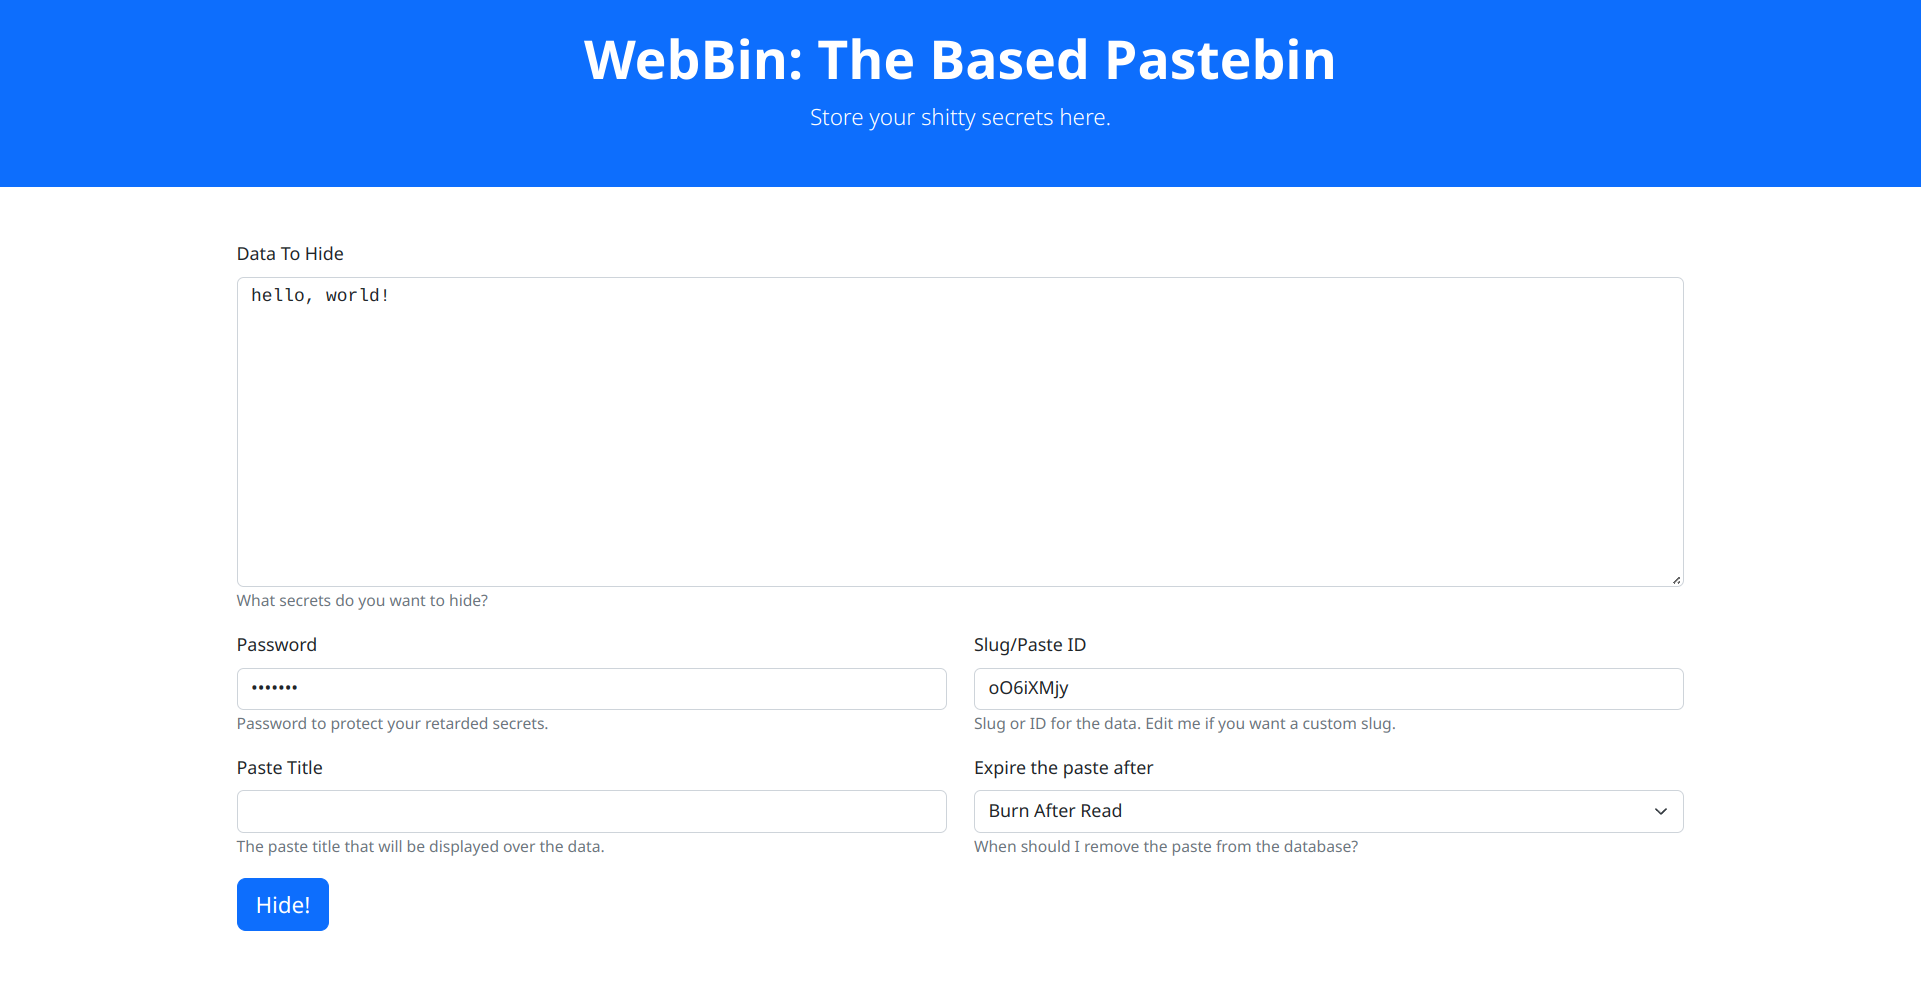 WebBin: The Based Pastebin
Store your shitty secrets here.
Data To Hide
hello, world!
What secrets do you want to hide?
Password
•••••••
Password to protect your retarded secrets.
Slug/Paste ID
oO6iXMjy
Slug or ID for the data. Edit me if you want a custom slug.
Paste Title
The paste title that will be displayed over the data.
Expire the paste after
Burn After Read
When should I remove the paste from the database?
Hide!